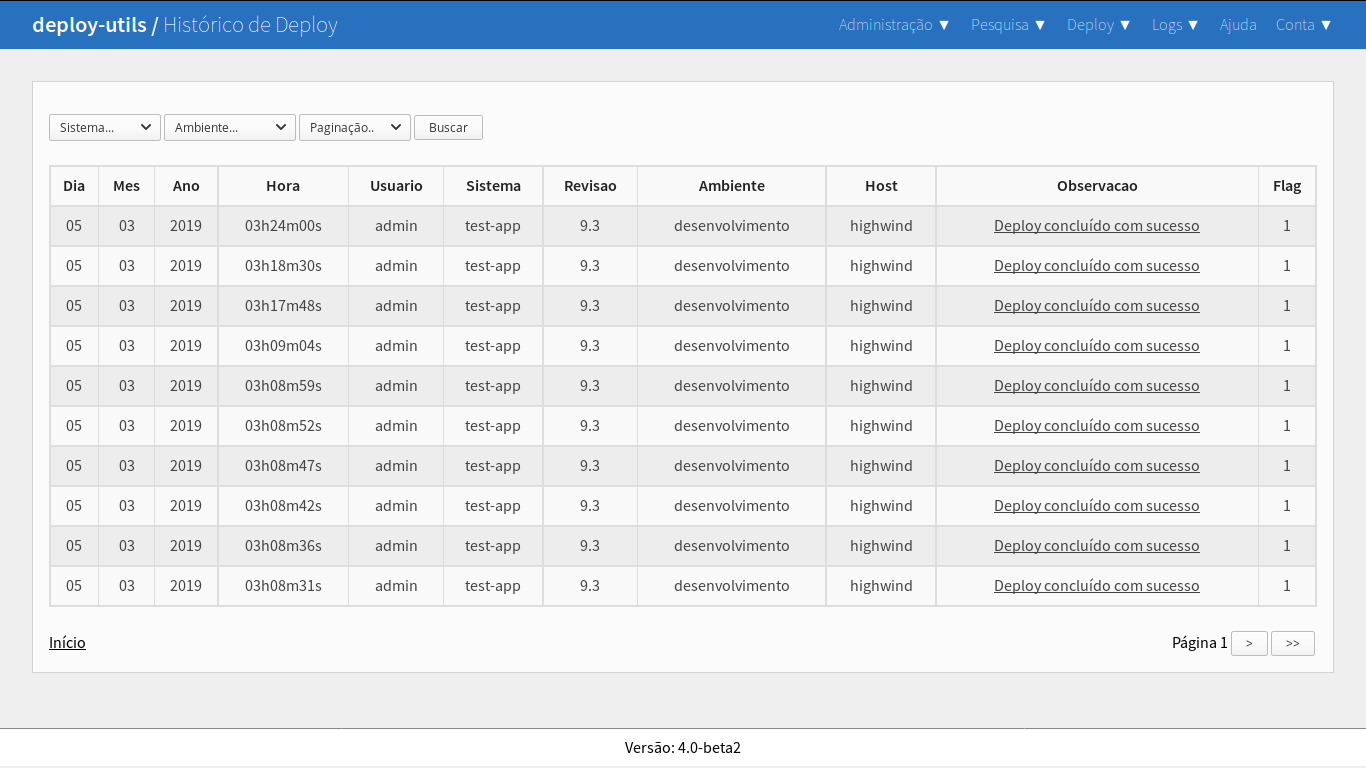 deploy-utils / Histórico de Deploy Administração ▼ Pesquisa ▼ Deploy ▼ Logs ▼ Ajuda Conta ▼
Sistema... Ambiente... Paginação.. Buscar
Dia Mes Ano Hora Usuario Sistema Revisao Ambiente Host Observacao Flag
05 03 2019 03h24m00s admin test-app 9.3 desenvolvimento highwind Deploy concluído com sucesso 1
05 03 2019 03h18m30s admin test-app 9.3 desenvolvimento highwind Deploy concluído com sucesso 1
05 03 2019 03h17m48s admin test-app 9.3 desenvolvimento highwind Deploy concluído com sucesso 1
05 03 2019 03h09m04s admin test-app 9.3 desenvolvimento highwind Deploy concluído com sucesso 1
05 03 2019 03h08m59s admin test-app 9.3 desenvolvimento highwind Deploy concluído com sucesso 1
05 03 2019 03h08m52s admin test-app 9.3 desenvolvimento highwind Deploy concluído com sucesso 1
05 03 2019 03h08m47s admin test-app 9.3 desenvolvimento highwind Deploy concluído com sucesso 1
05 03 2019 03h08m42s admin test-app 9.3 desenvolvimento highwind Deploy concluído com sucesso 1
05 03 2019 03h08m36s admin test-app 9.3 desenvolvimento highwind Deploy concluído com sucesso 1
05 03 2019 03h08m31s admin test-app 9.3 desenvolvimento highwind Deploy concluído com sucesso 1
Início Página 1 > >>
Versão: 4.0-beta2